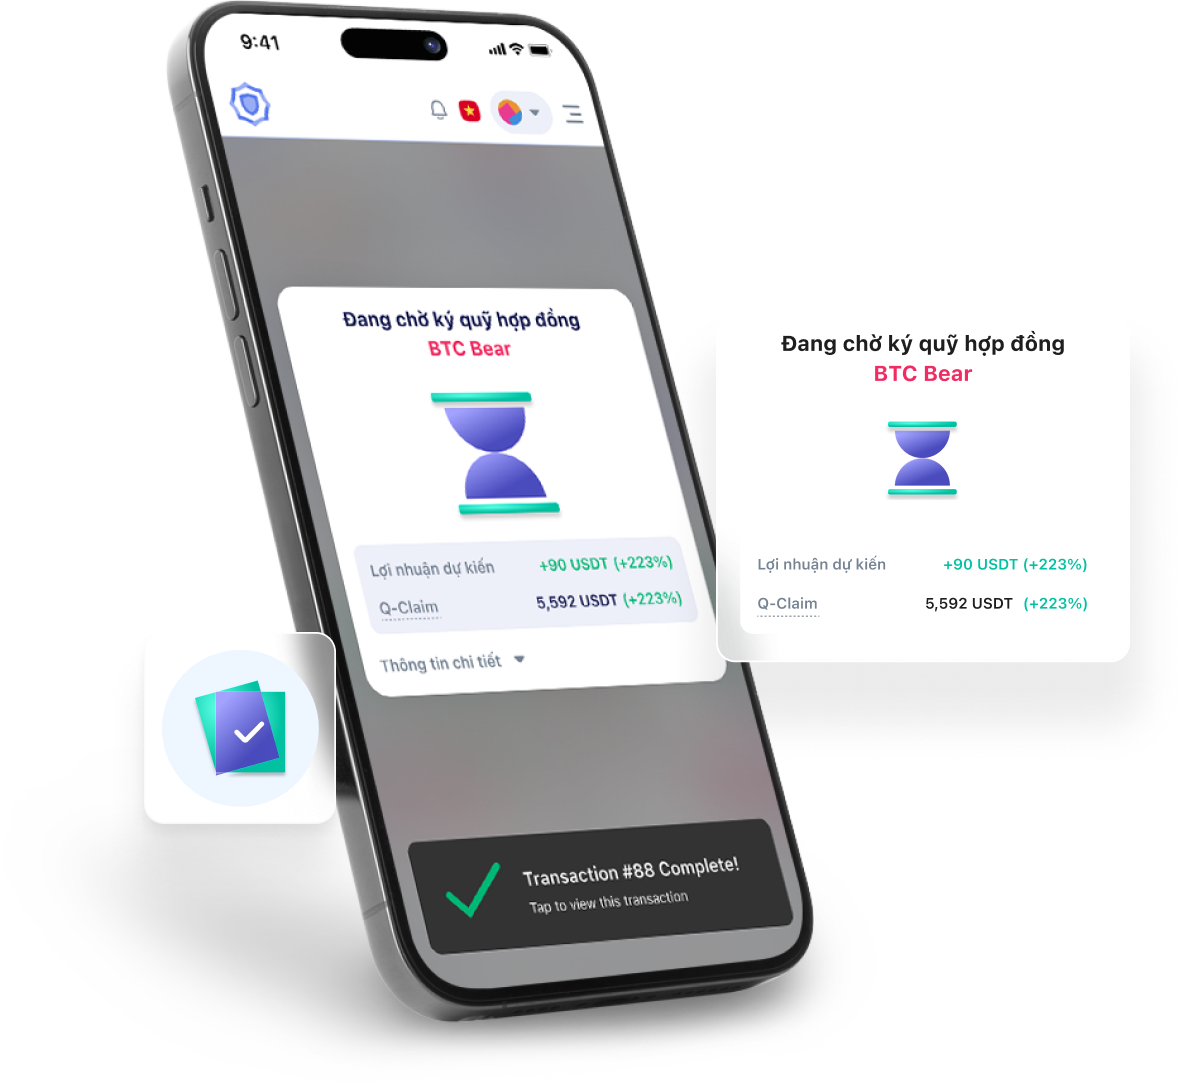 9:41
Đang chờ ký quỹ hợp đồng
BTC Bear
Lợi nhuận dự kiến +90 USDT (+223%)
Q-Claim 5,592 USDT (+223%)
Thông tin chi tiết
Transaction #88 Complete!
Tap to view this transaction
Đang chờ ký quỹ hợp đồng
BTC Bear
Lợi nhuận dự kiến +90 USDT (+223%)
Q-Claim 5,592 USDT (+223%)